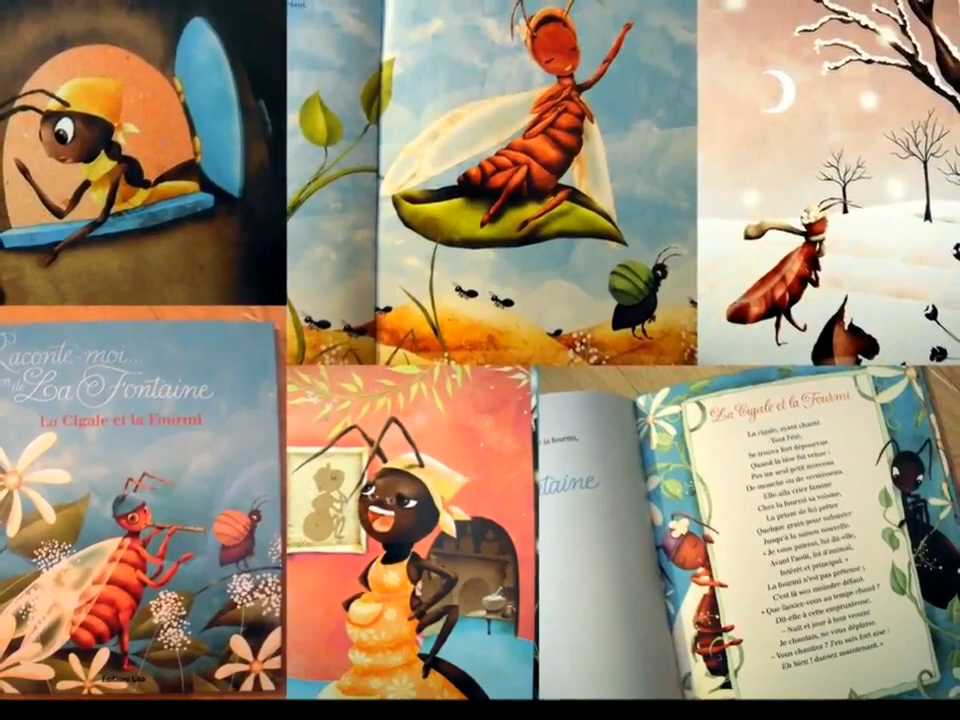 Raconte-moi...
de La Fontaine
La Cigale et la Fourmi
Éditions Lito
la fourmi,
ntaine
La Cigale et la Fourmi
La cigale, ayant chanté
Tout l'été,
Se trouva fort dépourvue
Quand la bise fut venue :
Pas un seul petit morceau
De mouche ou de vermisseau.
Elle alla crier famine
Chez la fourmi sa voisine,
La priant de lui prêter
Quelque grain pour subsister
Jusqu'à la saison nouvelle.
« Je vous paierai, lui dit-elle,
Avant l'août, foi d'animal,
Intérêt et principal. »
La fourmi n'est pas prêteuse ;
C'est là son moindre défaut.
« Que faisiez-vous au temps chaud ?
Dit-elle à cette emprunteuse.
– Nuit et jour à tout venant
Je chantais, ne vous déplaise.
– Vous chantiez ? J'en suis fort aise :
Eh bien ! dansez maintenant. »